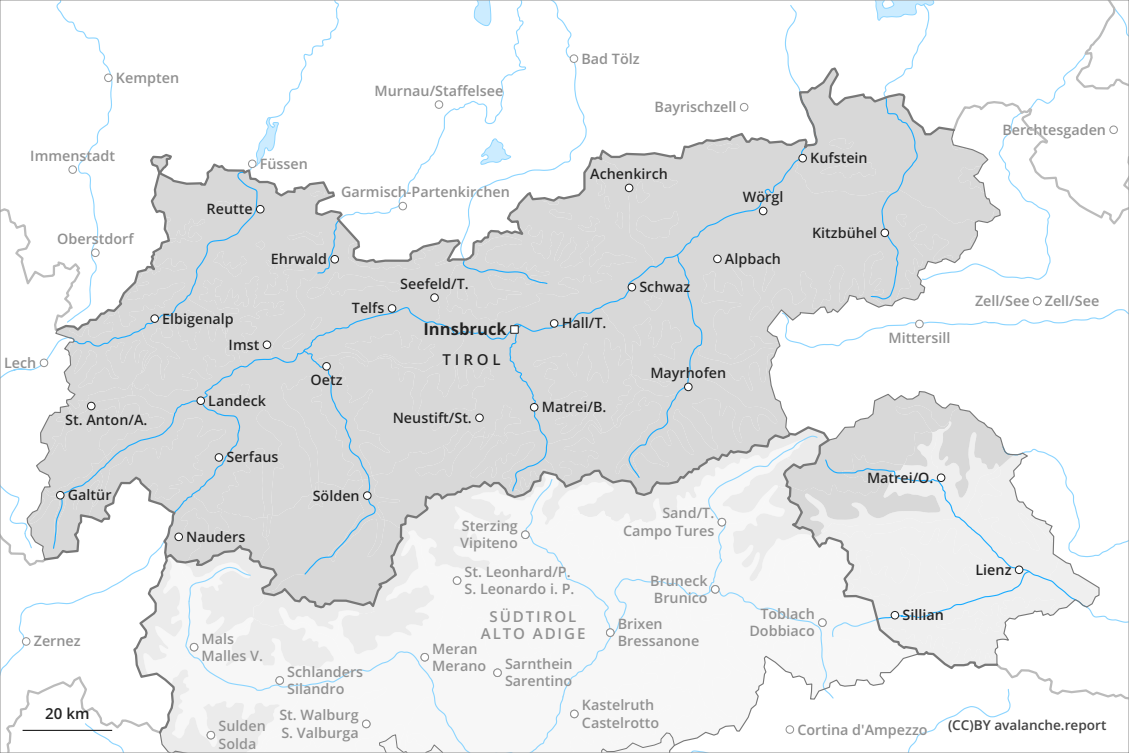 Kempten
Bad Tölz
Murnau/Staffelsee
Bayrischzell
Berchtesgaden
Immenstadt
Füssen
Kufstein
Achenkirch
Garmisch-Partenkirchen
Wörgl
Reutte
Kitzbühel
Oberstdorf
Ehrwald
Alpbach
Seefeld/T.
Schwaz
Zell/See
Zell/See
Telfs
Elbigenalp
Innsbruck
Hall/T.
Mittersill
Imst
TIROL
Lech
Oetz
Mayrhofen
Landeck
Matrei/B.
St. Anton/A.
Neustift/St.
Serfaus
Matrei/O.
Galtür
Sölden
Sand/T.
Campo Tures
Sterzing
Vipiteno
Nauders
St. Leonhard/P.
S. Leonardo i. P.
Lienz
Bruneck
Brunico
SÜDTIROL
ALTO ADIGE
Toblach
Dobbiaco
Sillian
Brixen
Bressanone
Zernez
Mals
Malles V.
Meran
Merano
Sarnthein
Sarentino
Schlanders
Silandro
20 km
St. Walburg
S. Valburga
Kastelruth
Castelrotto
Sulden
Solda
Cortina d'Ampezzo
(CC)BY avalanche.report